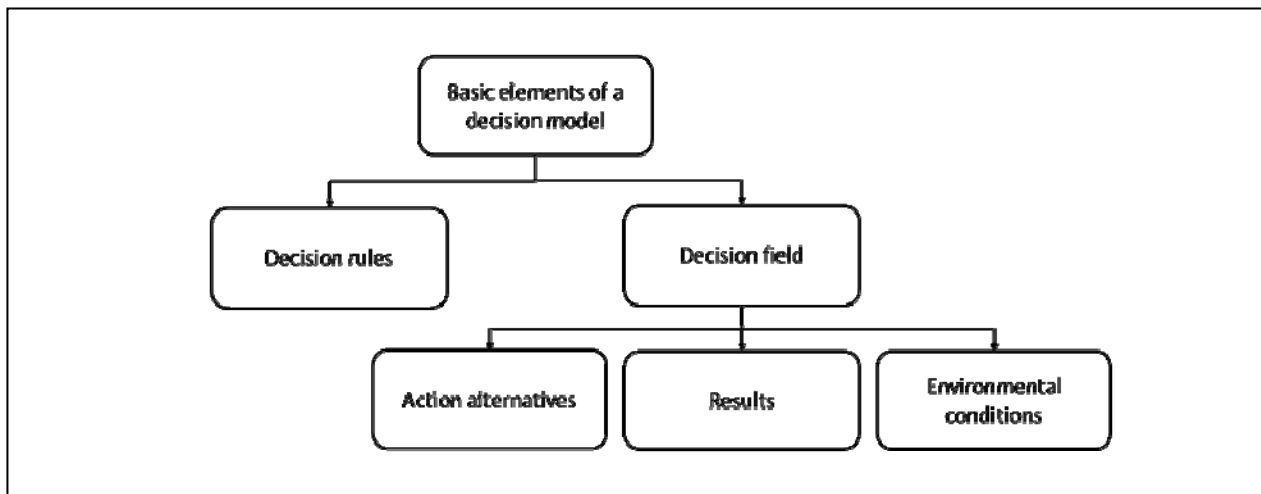 Basic elements of a
decision model
Decision rules
Decision field
Action alternatives
Results
Environmental
conditions